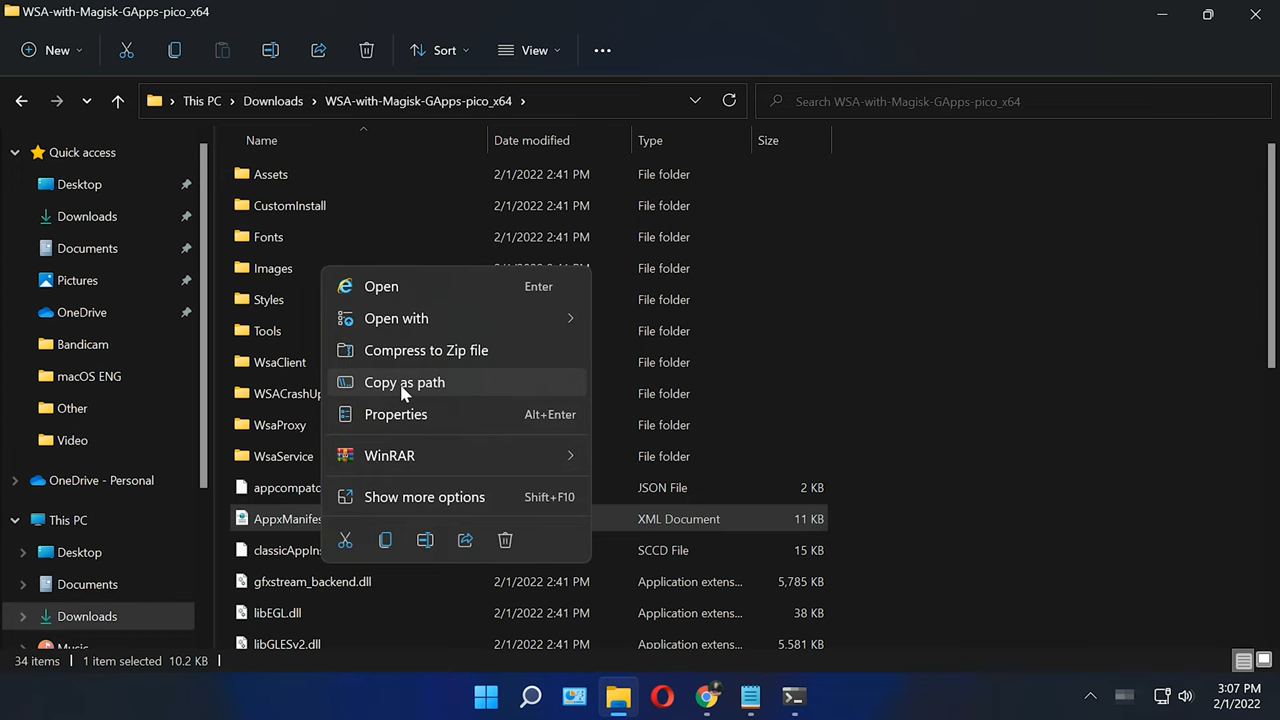 WSA-with-Magisk-GApps-pico_x64
New
Sort
View
This PC
Downloads
WSA-with-Magisk-GApps-pico_x64
Search WSA-with-Magisk-GApps-pico_x64
Name
Date modified
Type
Size
Quick access
Desktop
Downloads
Documents
Pictures
OneDrive
Bandicam
macOS ENG
Other
Video
OneDrive - Personal
This PC
Desktop
Documents
Downloads
Assets 2/1/2022 2:41 PM File folder
CustomInstall 2/1/2022 2:41 PM File folder
Fonts 2/1/2022 2:41 PM File folder
Images File folder
Styles File folder
Tools File folder
WsaClient File folder
WSACrashUp File folder
WsaProxy File folder
WsaService File folder
appcompat JSON File 2 KB
AppxManifes XML Document 11 KB
classicAppIns SCCD File 15 KB
gfxstream_backend.dll 2/1/2022 2:41 PM Application extens... 5,785 KB
libEGL.dll 2/1/2022 2:41 PM Application extens... 38 KB
libGLESv2.dll 2/1/2022 2:41 PM Application extens... 5,581 KB
Open Enter
Open with
Compress to Zip file
Copy as path
Properties Alt+Enter
WinRAR
Show more options Shift+F10
34 items
1 item selected 10.2 KB
3:07 PM
2/1/2022